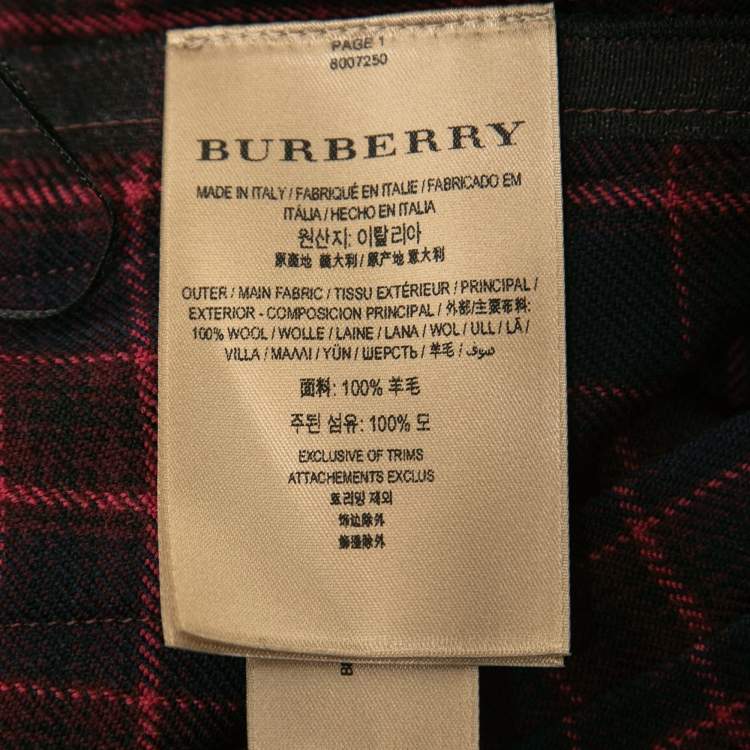 PAGE 1
8007250
BURBERRY
MADE IN ITALY / FABRIQUÉ EN ITALIE / FABRICADO EM
ITÁLIA / HECHO EN ITALIA
원산지: 이탈리아
原產地 義大利 / 原产地 意大利
OUTER / MAIN FABRIC / TISSU EXTÉRIEUR / PRINCIPAL /
EXTERIOR - COMPOSICION PRINCIPAL / 外部/主要布料:
100% WOOL / WOLLE / LAINE / LANA / WOL / ULL / LÃ /
VILLA / ΜΑΛΛΙ / YÜN / ШЕРСТЬ / 羊毛 / صوف
面料: 100% 羊毛
주된 섬유: 100% 모
EXCLUSIVE OF TRIMS
ATTACHEMENTS EXCLUS
트리밍 제외
饰边除外
飾邊除外